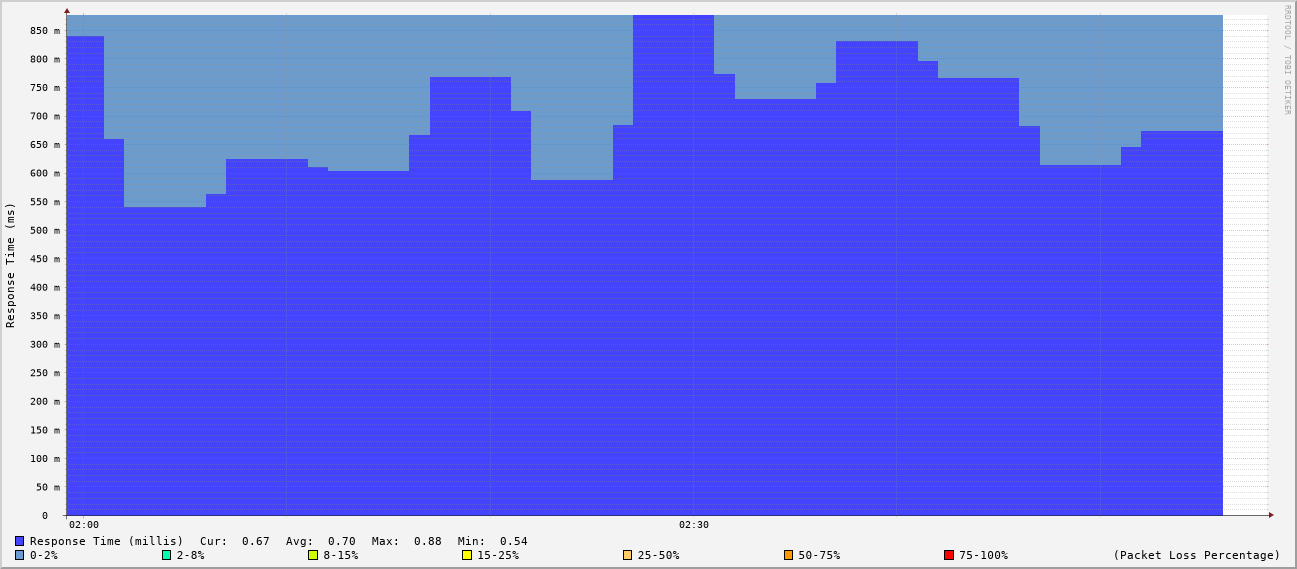 RRDTOOL / TOBI OETIKER
Response Time (ms)
850 m
800 m
750 m
700 m
650 m
600 m
550 m
500 m
450 m
400 m
350 m
300 m
250 m
200 m
150 m
100 m
50 m
0
02:00 02:30
Response Time (millis) Cur: 0.67 Avg: 0.70 Max: 0.88 Min: 0.54
0-2% 2-8% 8-15% 15-25% 25-50% 50-75% 75-100% (Packet Loss Percentage)